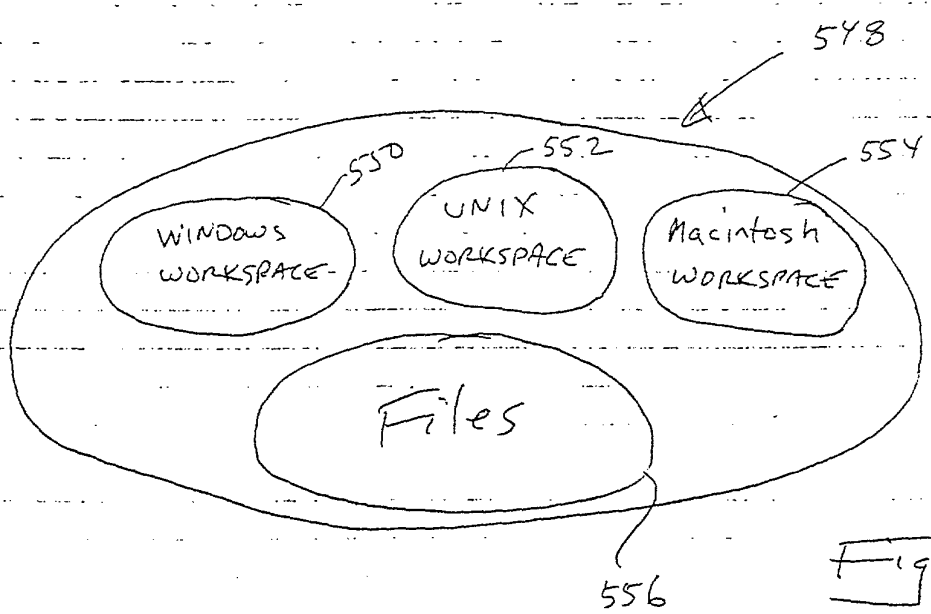 548
550
552
554
WINDOWS
WORKSPACE
UNIX
WORKSPACE
Macintosh
WORKSPACE
Files
556
Fig